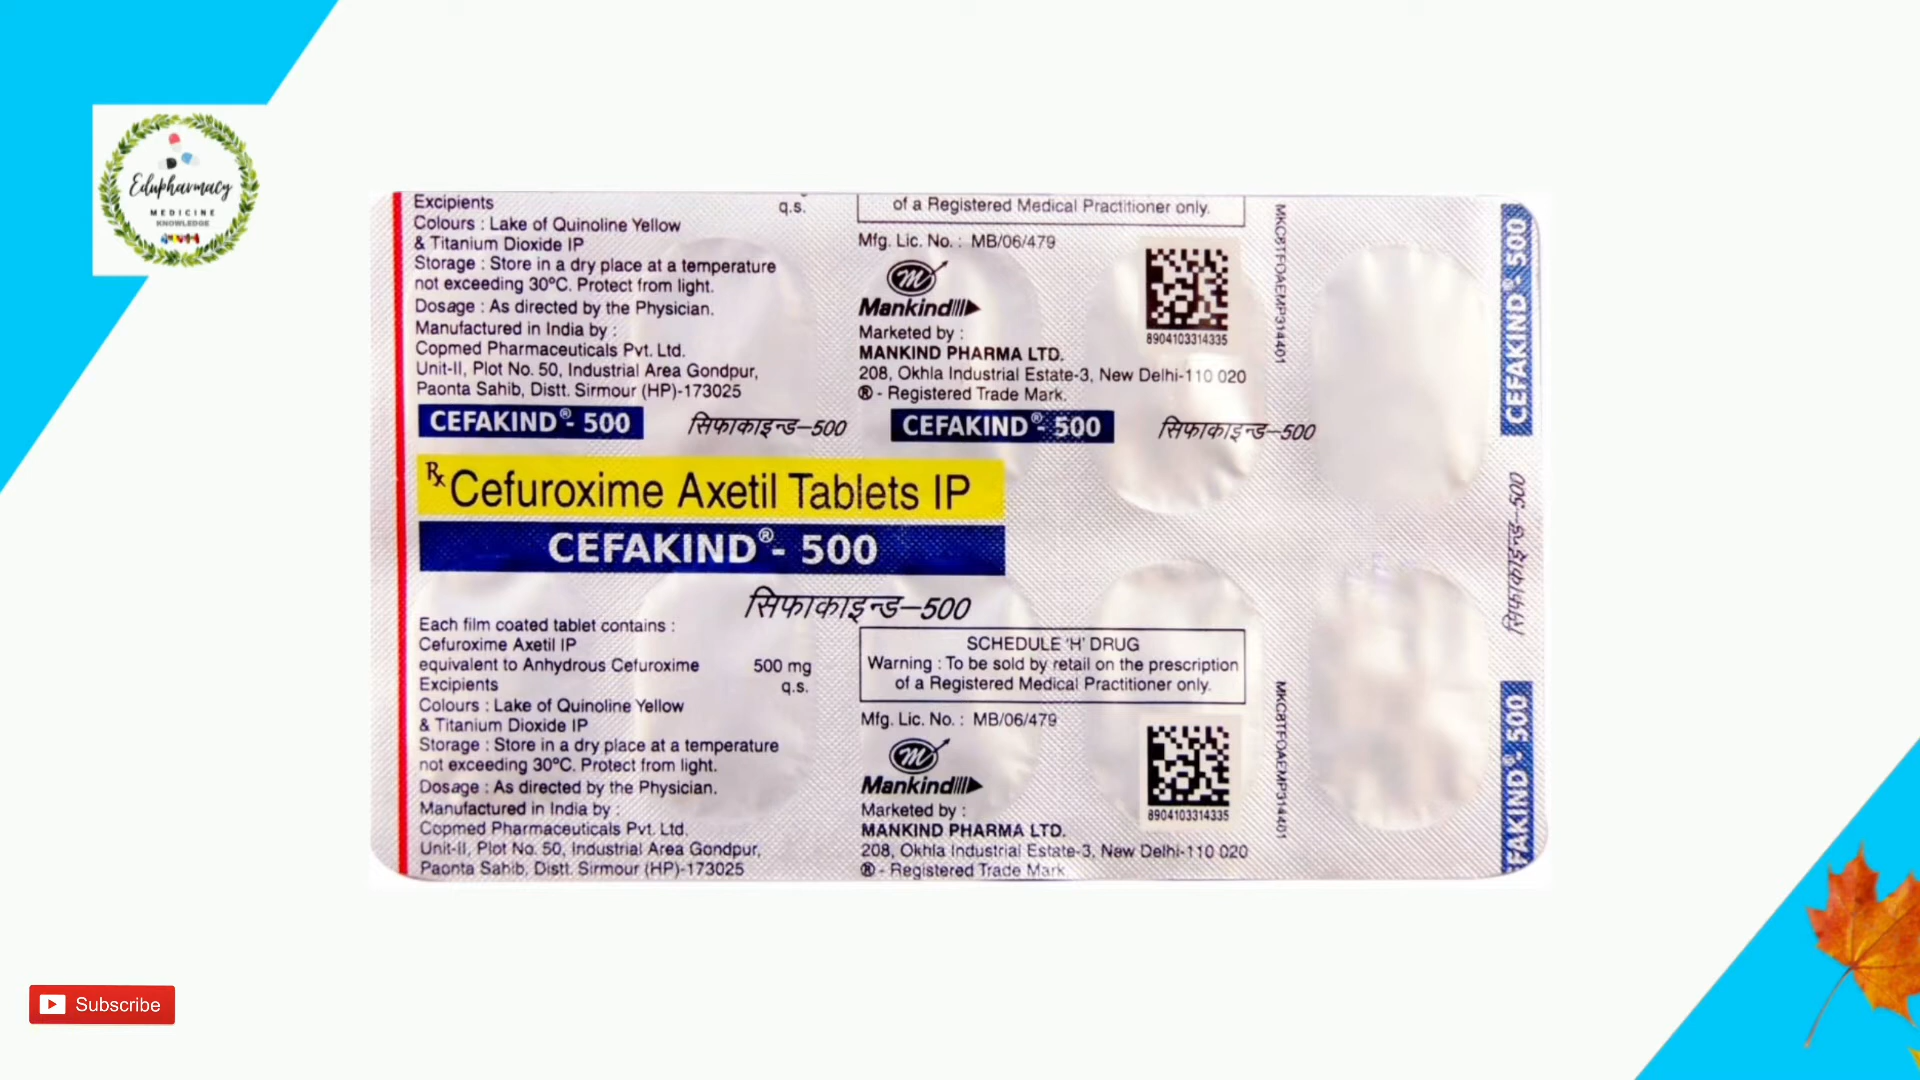 Edupharmacy
MEDICINE
KNOWLEDGE
Excipients q.s.
Colours : Lake of Quinoline Yellow
& Titanium Dioxide IP
Storage : Store in a dry place at a temperature
not exceeding 30°C. Protect from light.
Dosage : As directed by the Physician.
Manufactured in India by :
Copmed Pharmaceuticals Pvt. Ltd.
Unit-II, Plot No. 50, Industrial Area Gondpur,
Paonta Sahib, Distt. Sirmour (HP)-173025
of a Registered Medical Practitioner only.
Mfg. Lic. No. : MB/06/479
Mankind
Marketed by :
MANKIND PHARMA LTD.
208, Okhla Industrial Estate-3, New Delhi-110 020
® - Registered Trade Mark.
8904103314335
MKC8TFOAEMP314401
CEFAKIND®- 500 सिफाकाइन्ड–500 CEFAKIND®- 500 सिफाकाइन्ड–500
Rx Cefuroxime Axetil Tablets IP
CEFAKIND®- 500
सिफाकाइन्ड–500
Each film coated tablet contains :
Cefuroxime Axetil IP
equivalent to Anhydrous Cefuroxime 500 mg
Excipients q.s.
Colours : Lake of Quinoline Yellow
& Titanium Dioxide IP
Storage : Store in a dry place at a temperature
not exceeding 30°C. Protect from light.
Dosage : As directed by the Physician.
Manufactured in India by :
Copmed Pharmaceuticals Pvt. Ltd.
Unit-II, Plot No. 50, Industrial Area Gondpur,
Paonta Sahib, Distt. Sirmour (HP)-173025
SCHEDULE 'H' DRUG
Warning : To be sold by retail on the prescription
of a Registered Medical Practitioner only.
Mfg. Lic. No. : MB/06/479
Mankind
Marketed by :
MANKIND PHARMA LTD.
208, Okhla Industrial Estate-3, New Delhi-110 020
® - Registered Trade Mark
8904103314335
MKC8TFOAEMP314401
CEFAKIND®- 500
सिफाकाइन्ड–500
FAKIND®- 500
Subscribe